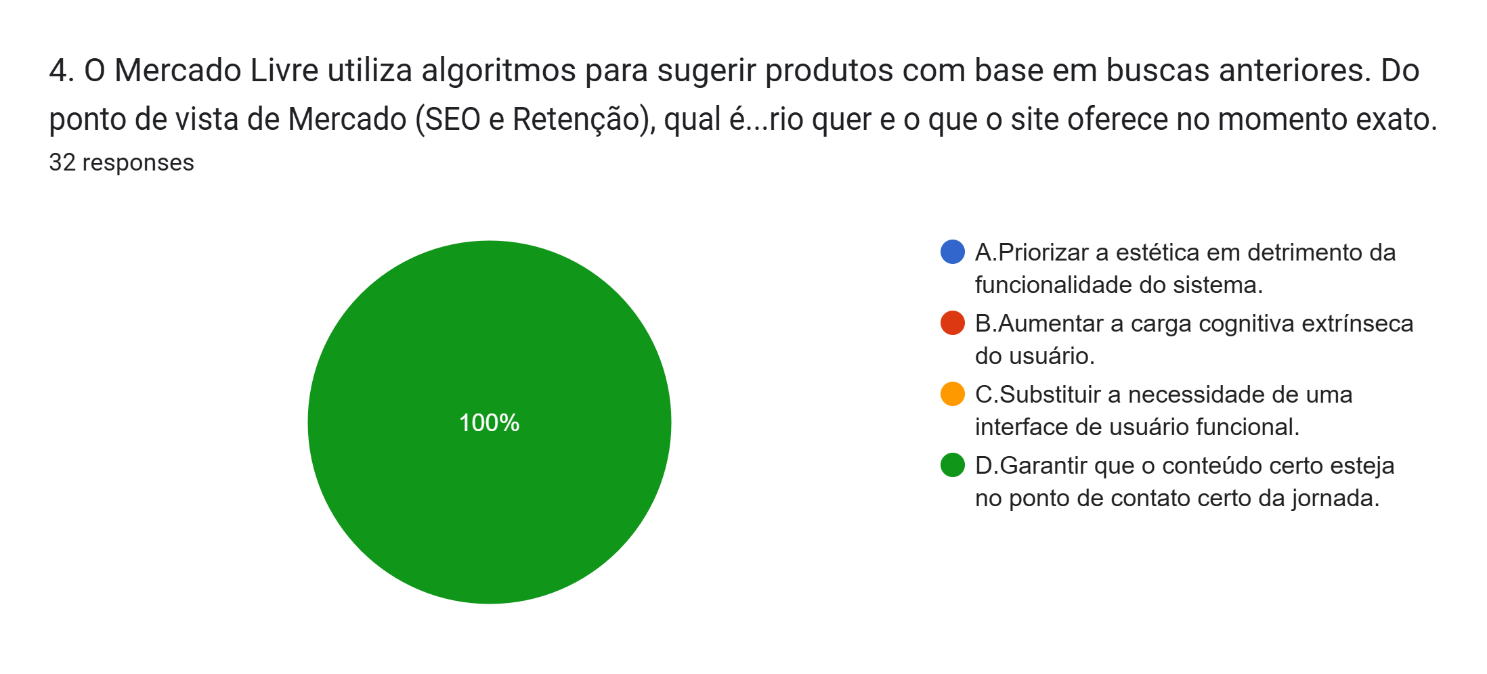 4. O Mercado Livre utiliza algoritmos para sugerir produtos com base em buscas anteriores. Do
ponto de vista de Mercado (SEO e Retenção), qual é...rio quer e o que o site oferece no momento exato.
32 responses
100%
A.Priorizar a estética em detrimento da
funcionalidade do sistema.
B.Aumentar a carga cognitiva extrínseca
do usuário.
C.Substituir a necessidade de uma
interface de usuário funcional.
D.Garantir que o conteúdo certo esteja
no ponto de contato certo da jornada.